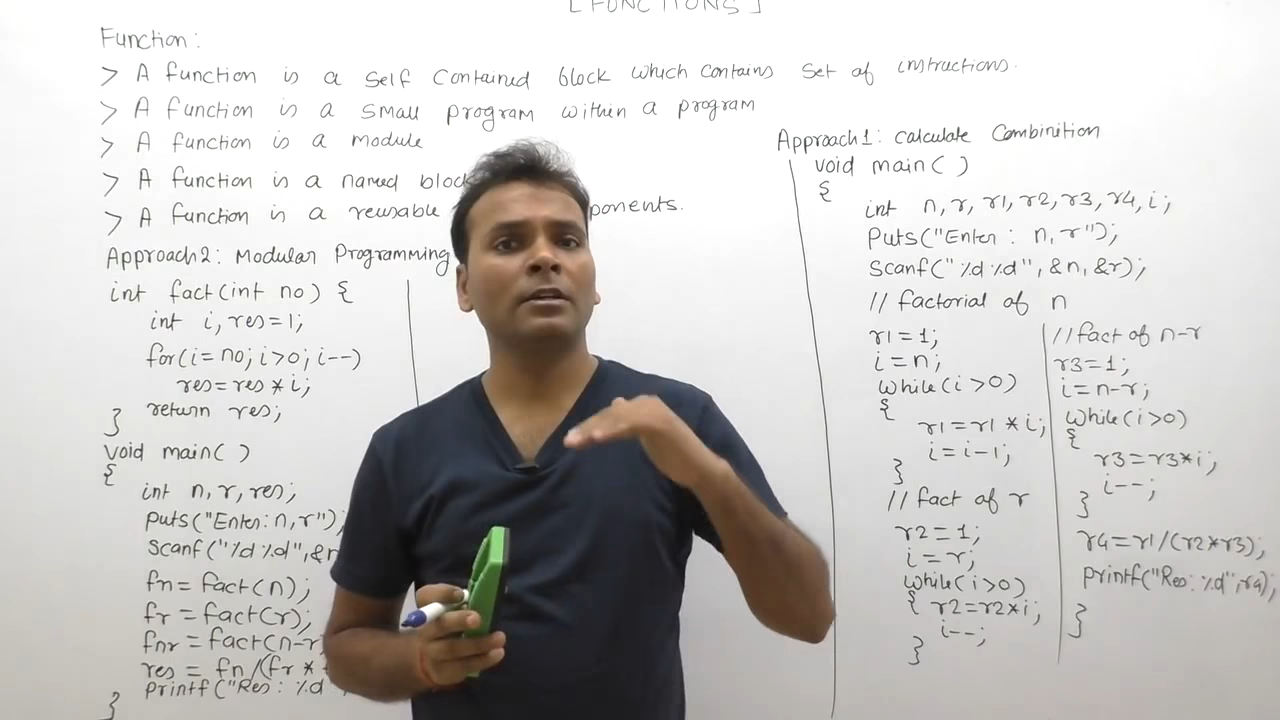 [ FUNCTIONS ]
Function :
> A function is a self contained block which contains set of instructions.
> A function is a small program within a program
> A function is a module
> A function is a named block
> A function is a reusable ponents.
Approach2: Modular Programming
int fact(int no) {
int i, res=1;
for(i= no; i>0; i--)
res=res * i;
return res;
}
void main( )
{
int n, r, res;
puts("Enter: n, r");
scanf("%d %d",&n
fn = fact(n);
fr = fact(r);
fnr = fact(n-r
res = fn/(fr *
printf("Res : %d
}
Approach1: calculate Combinition
void main( )
{
int n, r, r1, r2, r3, r4, i;
Puts("Enter : n, r");
Scanf("%d %d", &n, &r);
// factorial of n
r1 = 1;
i = n;
while(i>0)
{
r1 = r1 * i;
i = i-1;
}
// fact of r
r2 = 1;
i = r;
while(i>0)
{ r2=r2*i;
i--;
}
//fact of n-r
r3=1;
i=n-r;
while(i>0)
{
r3=r3*i;
i--;
}
r4=r1/(r2*r3);
printf("Res: %d",r4);
}